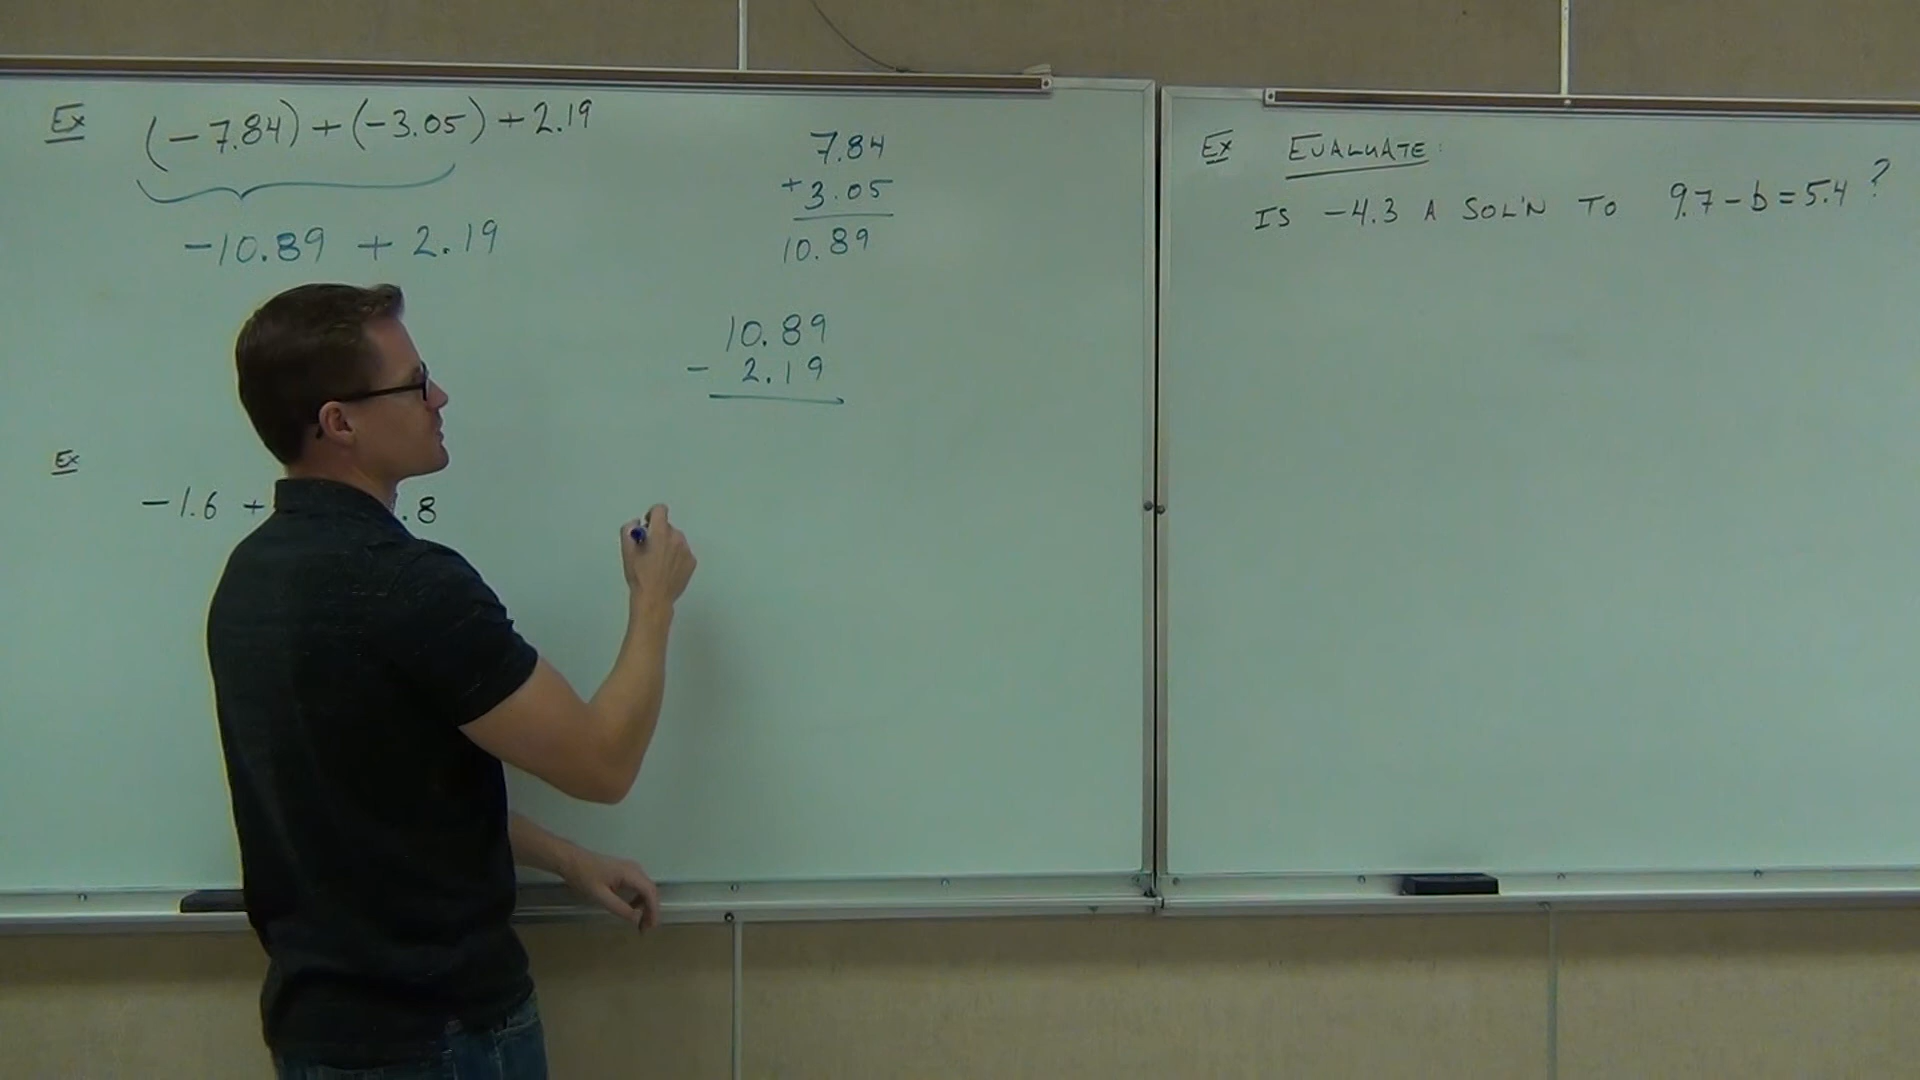 Ex (-7.84) + (-3.05) + 2.19
-10.89 + 2.19
7.84
+ 3.05
10.89
10.89
- 2.19
Ex
-1.6 + .8
Ex EVALUATE:
IS -4.3 A SOL'N TO 9.7 - b = 5.4 ?